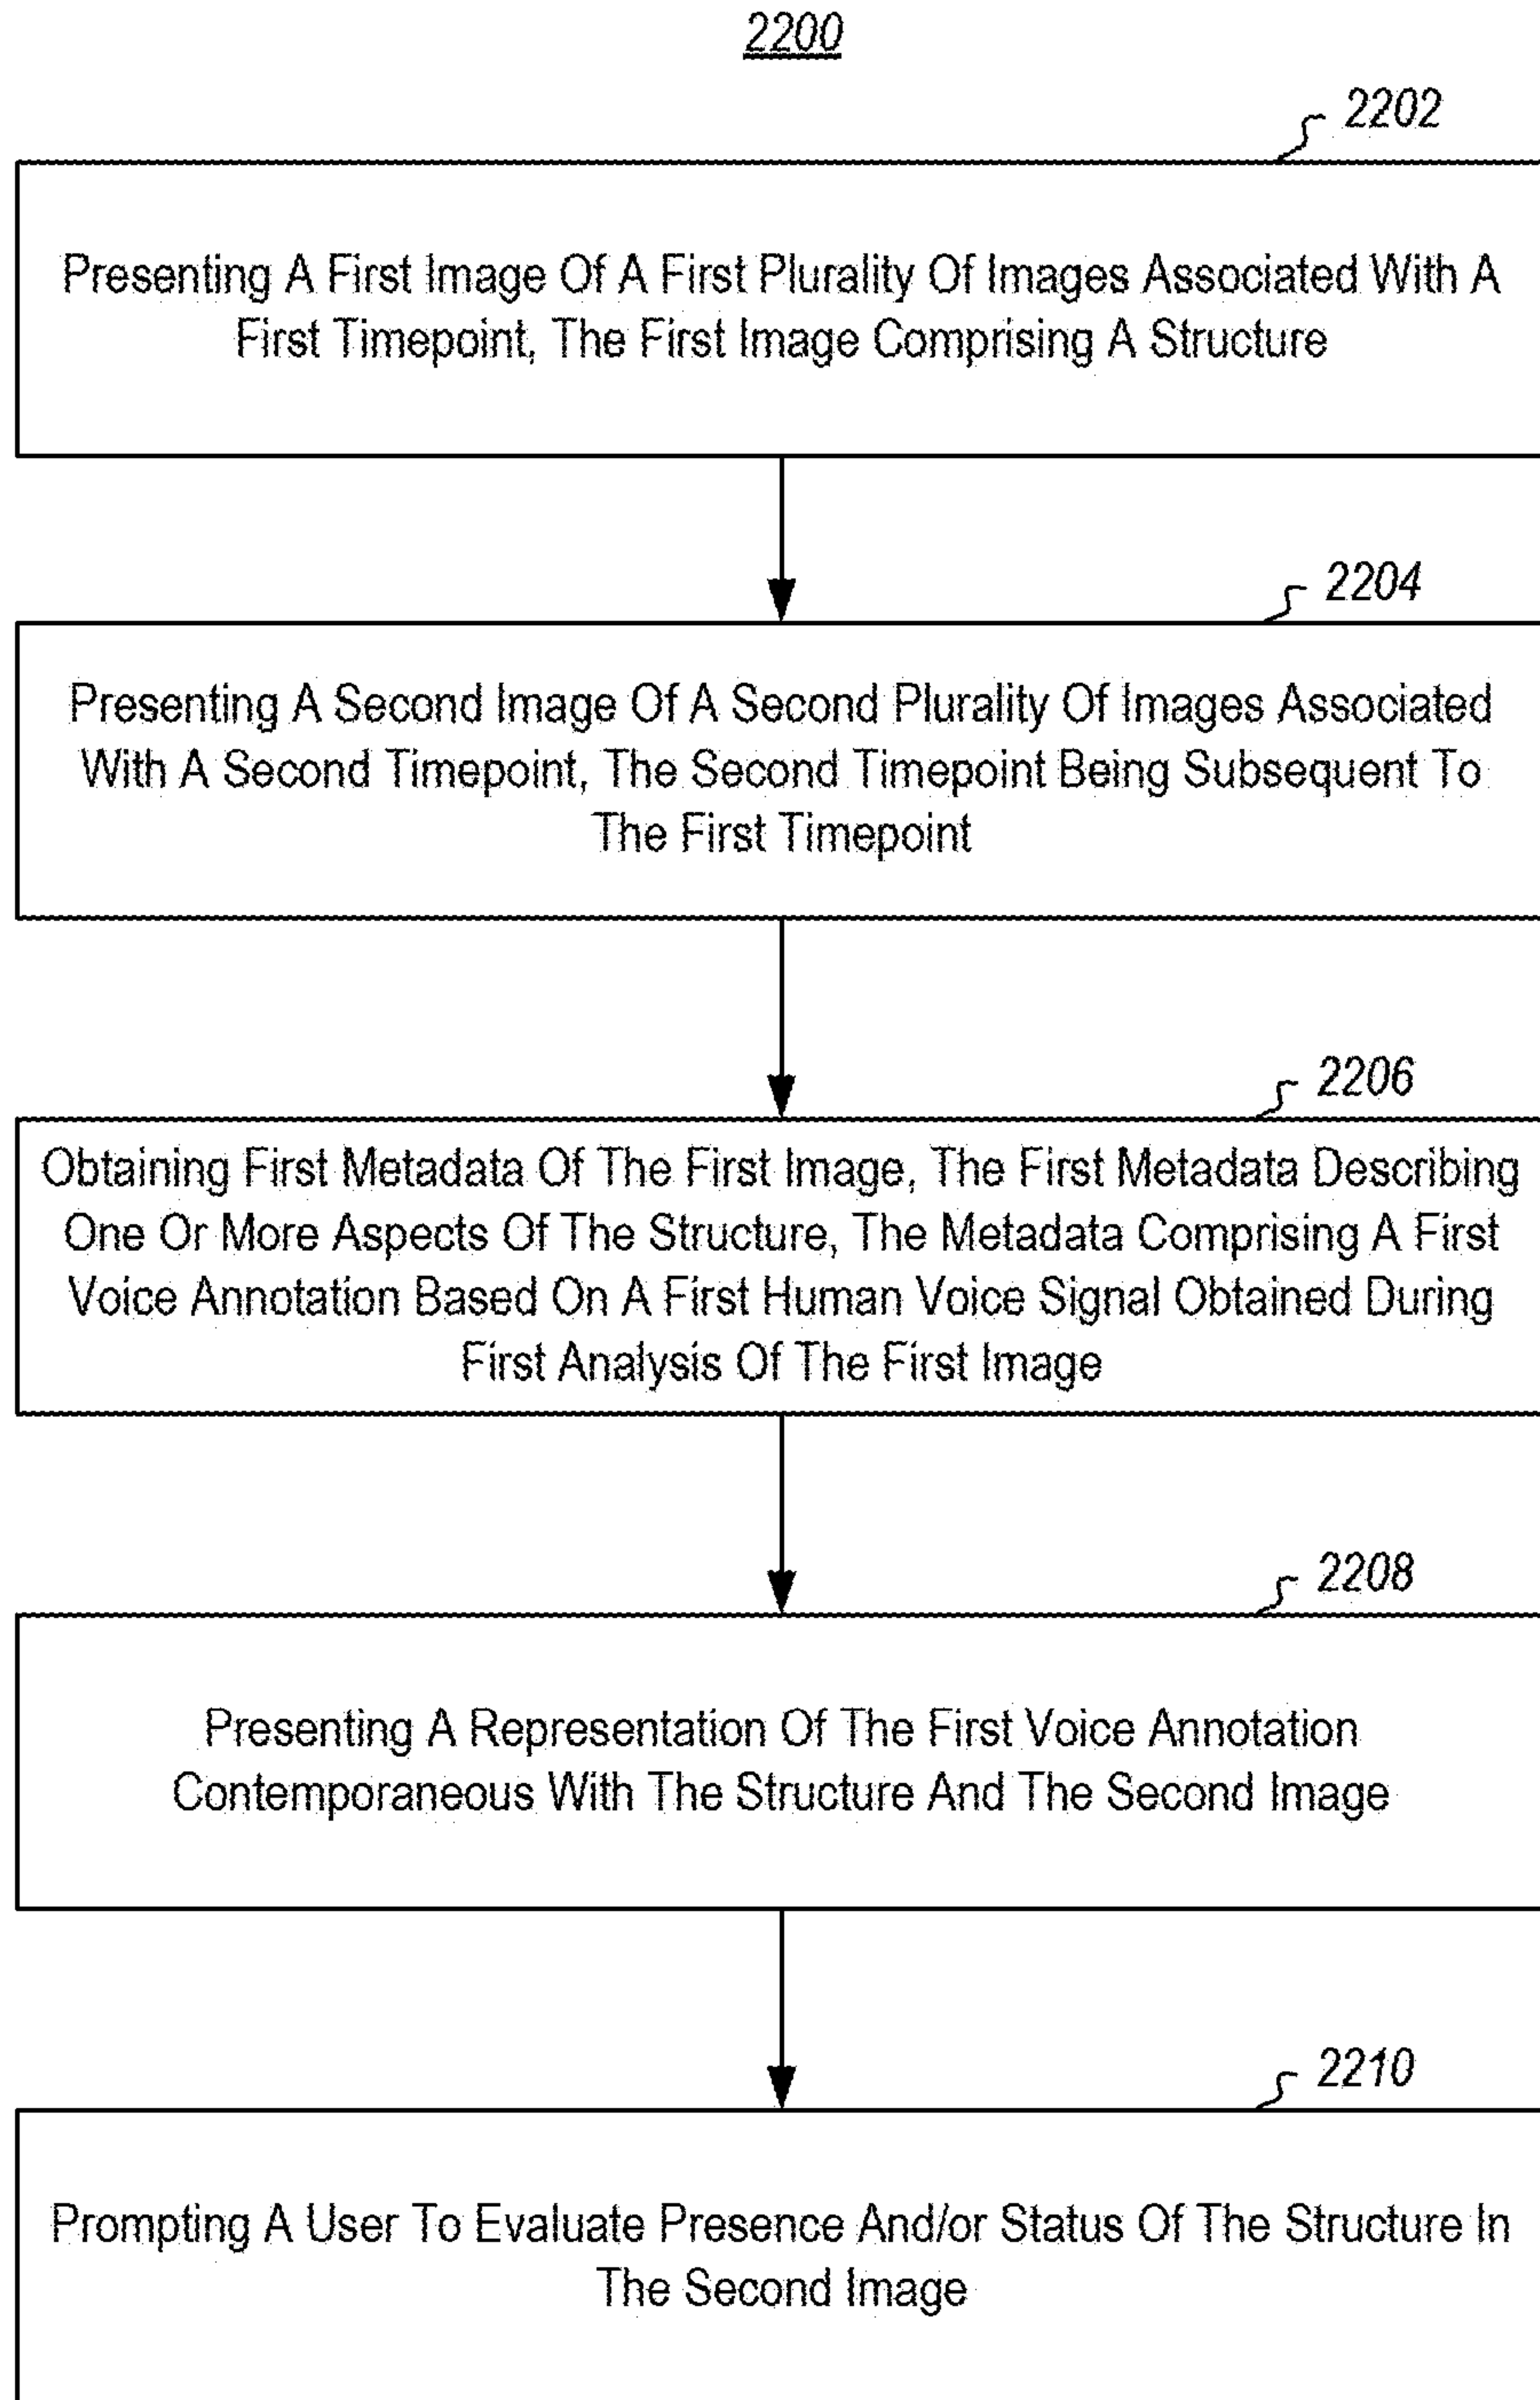 2200
2202
Presenting A First Image Of A First Plurality Of Images Associated With A
First Timepoint, The First Image Comprising A Structure
2204
Presenting A Second Image Of A Second Plurality Of Images Associated
With A Second Timepoint, The Second Timepoint Being Subsequent To
The First Timepoint
2206
Obtaining First Metadata Of The First Image, The First Metadata Describing
One Or More Aspects Of The Structure, The Metadata Comprising A First
Voice Annotation Based On A First Human Voice Signal Obtained During
First Analysis Of The First Image
2208
Presenting A Representation Of The First Voice Annotation
Contemporaneous With The Structure And The Second Image
2210
Prompting A User To Evaluate Presence And/or Status Of The Structure In
The Second Image